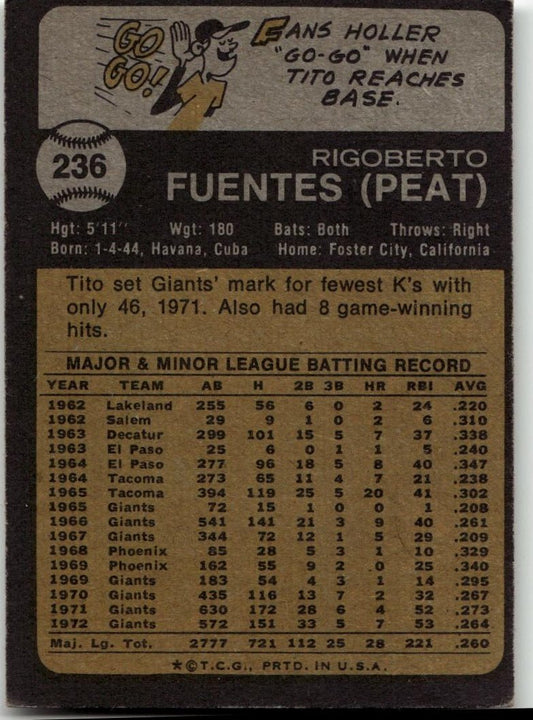 GO
GO!
FANS HOLLER
"GO-GO" WHEN
TITO REACHES
BASE.
236
RIGOBERTO
FUENTES (PEAT)
Hgt: 5'11" Wgt: 180 Bats: Both Throws: Right
Born: 1-4-44, Havana, Cuba Home: Foster City, California
Tito set Giants' mark for fewest K's with
only 46, 1971. Also had 8 game-winning
hits.
MAJOR & MINOR LEAGUE BATTING RECORD
YEAR TEAM AB H 2B 3B HR RBI AVG
1962 Lakeland 255 56 6 0 2 24 .220
1962 Salem 29 9 1 0 2 6 .310
1963 Decatur 299 101 15 5 7 37 .338
1963 El Paso 25 6 0 1 1 5 .240
1964 El Paso 277 96 18 5 8 40 .347
1964 Tacoma 273 65 11 4 7 21 .238
1965 Tacoma 394 119 25 5 20 41 .302
1965 Giants 72 15 1 0 0 1 .208
1966 Giants 541 141 21 3 9 40 .261
1967 Giants 344 72 12 1 5 29 .209
1968 Phoenix 85 28 5 3 1 10 .329
1969 Phoenix 162 55 9 2 0 25 .340
1969 Giants 183 54 4 3 1 14 .295
1970 Giants 435 116 13 7 2 32 .267
1971 Giants 630 172 28 6 4 52 .273
1972 Giants 572 151 33 5 7 53 .264
Maj. Lg. Tot. 2777 721 112 25 28 221 .260
★©T.C.G., PRTD. IN U.S.A.